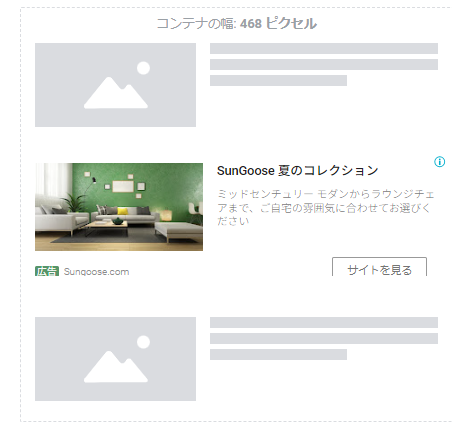 コンテナの幅: 468 ピクセル
SunGoose 夏のコレクション
ミッドセンチュリー モダンからラウンジチェ
アまで、ご自宅の雰囲気に合わせてお選びく
ださい
広告 Sungoose.com
サイトを見る